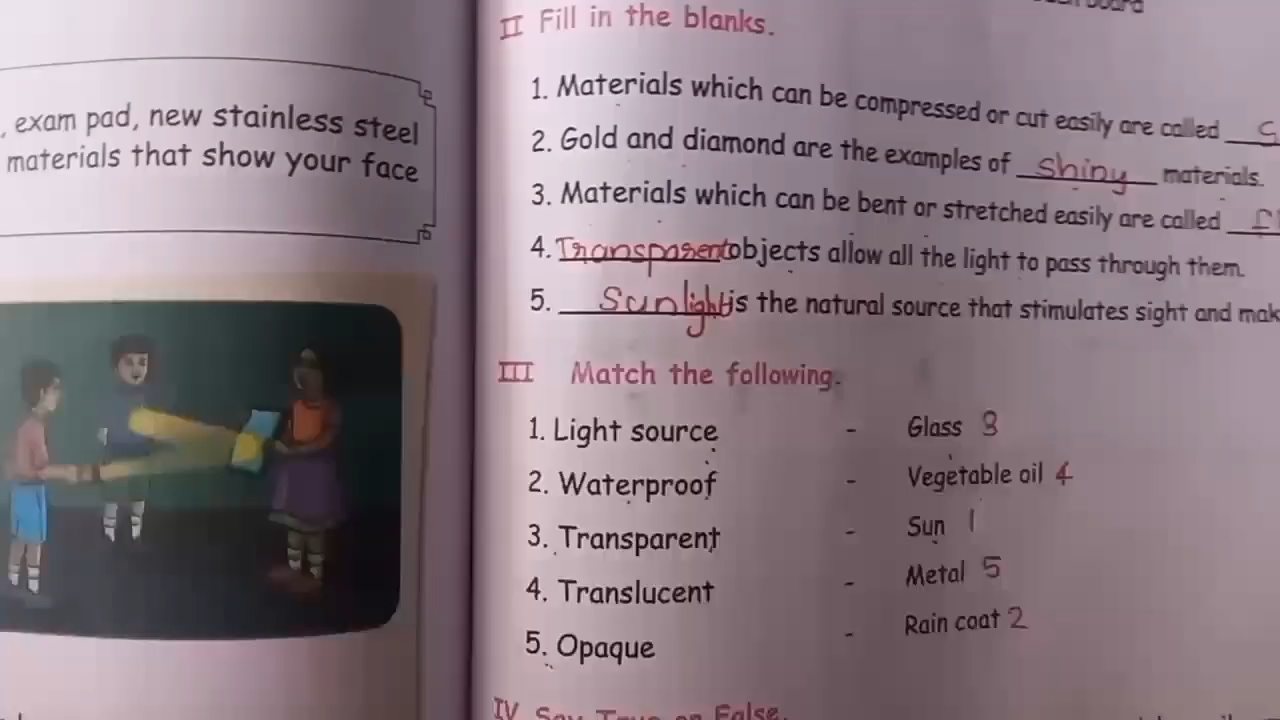 , exam pad, new stainless steel
materials that show your face
II Fill in the blanks.
1. Materials which can be compressed or cut easily are called
2. Gold and diamond are the examples of shiny materials.
3. Materials which can be bent or stretched easily are called
4. Transparent objects allow all the light to pass through them.
5. Sunlight is the natural source that stimulates sight and mak
III Match the following.
1. Light source - Glass 3
2. Waterproof - Vegetable oil 4
3. Transparent - Sun 1
4. Translucent - Metal 5
5. Opaque - Rain coat 2
IV Say True or False.